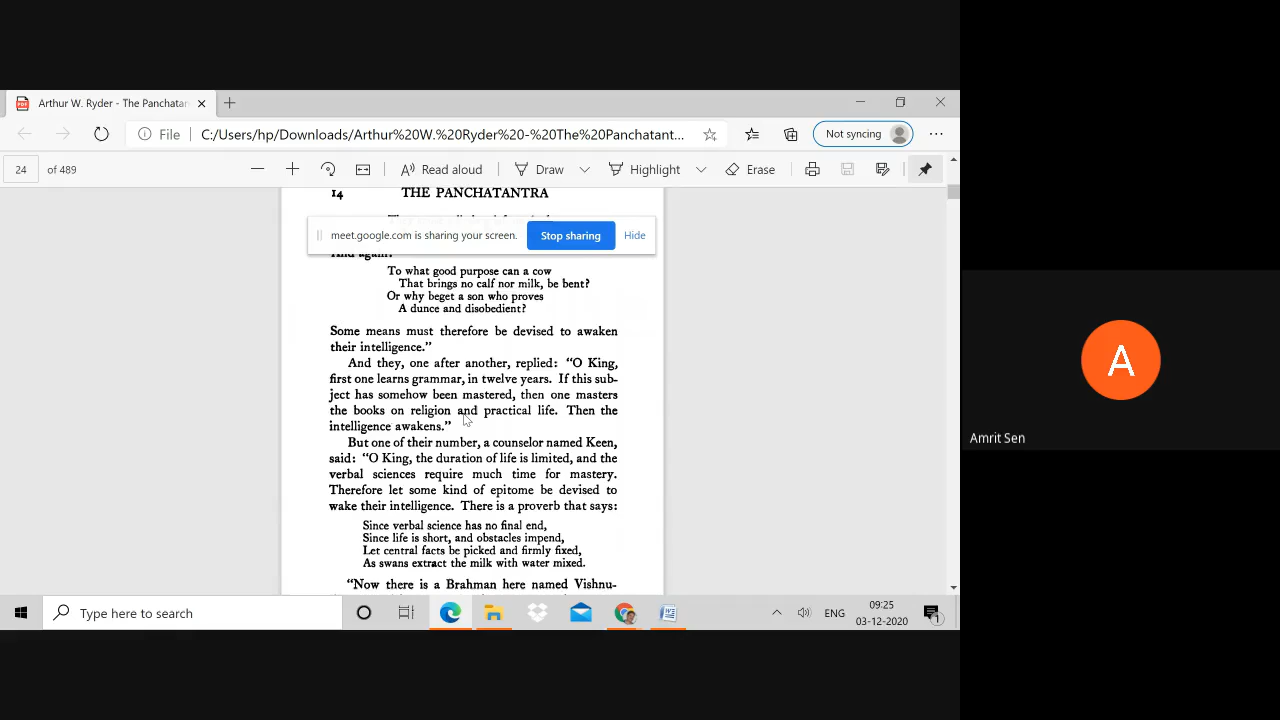 Arthur W. Ryder - The Panchatan
File
C:/Users/hp/Downloads/Arthur%20W.%20Ryder%20-%20The%20Panchatant...
Not syncing
24 of 489
Read aloud
Draw
Highlight
Erase
14 THE PANCHATANTRA
meet.google.com is sharing your screen.
Stop sharing
Hide
And again:
To what good purpose can a cow
That brings no calf nor milk, be bent?
Or why beget a son who proves
A dunce and disobedient?
Some means must therefore be devised to awaken
their intelligence."
And they, one after another, replied: "O King,
first one learns grammar, in twelve years. If this sub-
ject has somehow been mastered, then one masters
the books on religion and practical life. Then the
intelligence awakens."
But one of their number, a counselor named Keen,
said: "O King, the duration of life is limited, and the
verbal sciences require much time for mastery.
Therefore let some kind of epitome be devised to
wake their intelligence. There is a proverb that says:
Since verbal science has no final end,
Since life is short, and obstacles impend,
Let central facts be picked and firmly fixed,
As swans extract the milk with water mixed.
"Now there is a Brahman here named Vishnu-
Type here to search
ENG
09:25
03-12-2020
1
A
Amrit Sen